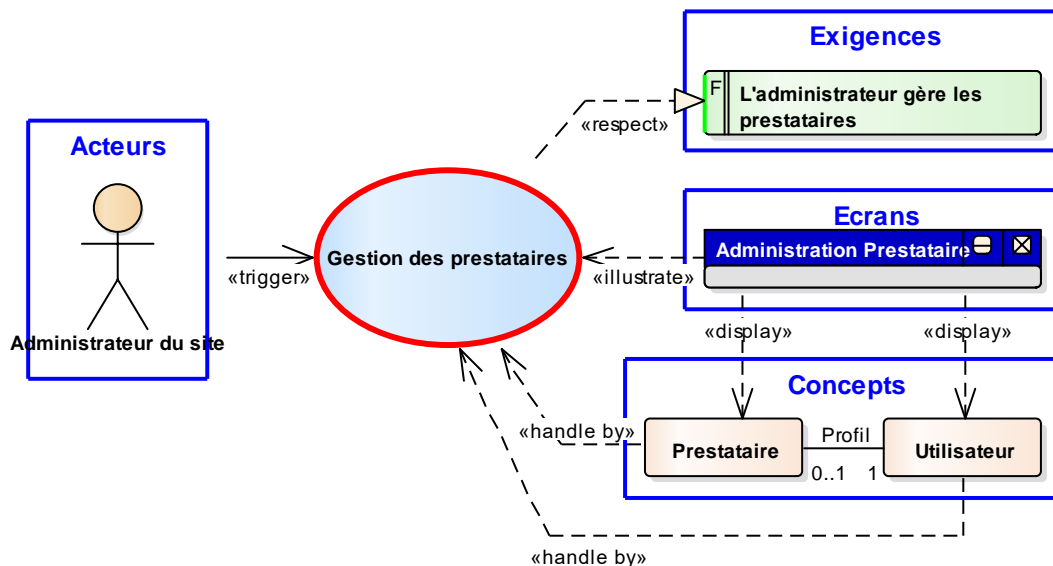 Exigences
F
L'administrateur gère les
prestataires
«respect»
Acteurs
Administrateur du site
«trigger»
Gestion des prestataires
«illustrate»
Ecrans
Administration Prestataire
«display»
«display»
Concepts
«handle by»
Prestataire
Profil
0..1
1
Utilisateur
«handle by»